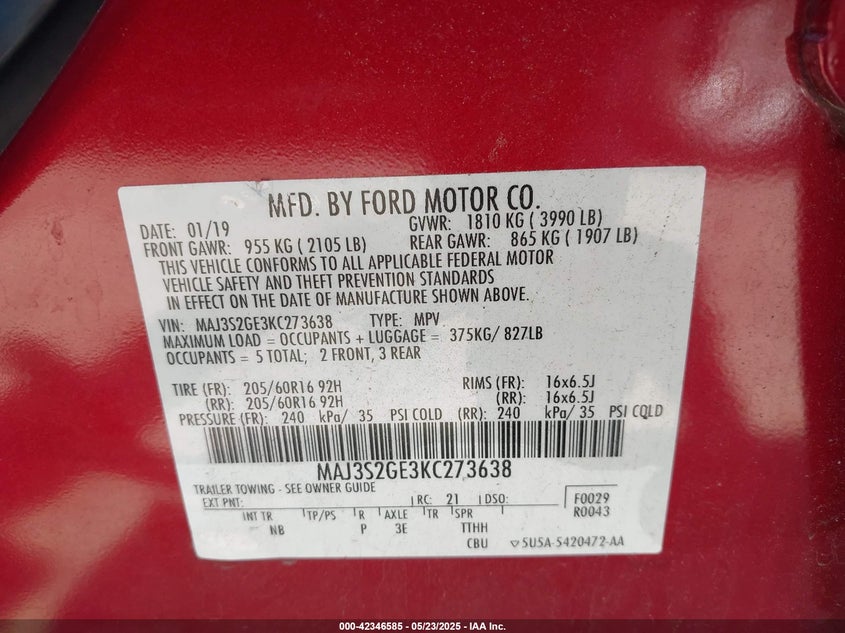 MFD. BY FORD MOTOR CO.
DATE: 01/19 GVWR: 1810 KG ( 3990 LB)
FRONT GAWR: 955 KG ( 2105 LB) REAR GAWR: 865 KG ( 1907 LB)
THIS VEHICLE CONFORMS TO ALL APPLICABLE FEDERAL MOTOR
VEHICLE SAFETY AND THEFT PREVENTION STANDARDS
IN EFFECT ON THE DATE OF MANUFACTURE SHOWN ABOVE.
VIN: MAJ3S2GE3KC273638 TYPE: MPV
MAXIMUM LOAD = OCCUPANTS + LUGGAGE = 375KG/ 827LB
OCCUPANTS = 5 TOTAL; 2 FRONT, 3 REAR
TIRE (FR): 205/60R16 92H RIMS (FR): 16x6.5J
(RR): 205/60R16 92H (RR): 16x6.5J
PRESSURE (FR): 240 kPa/ 35 PSI COLD (RR): 240 kPa/ 35 PSI COLD
MAJ3S2GE3KC273638
TRAILER TOWING - SEE OWNER GUIDE
EXT PNT: RC: 21 DSO: F0029
R0043
INT TR TP/PS R AXLE TR SPR
NB P 3E TTHH
CBU ▽5U5A-5420472-AA
000-42346585 - 05/23/2025 - IAA Inc.